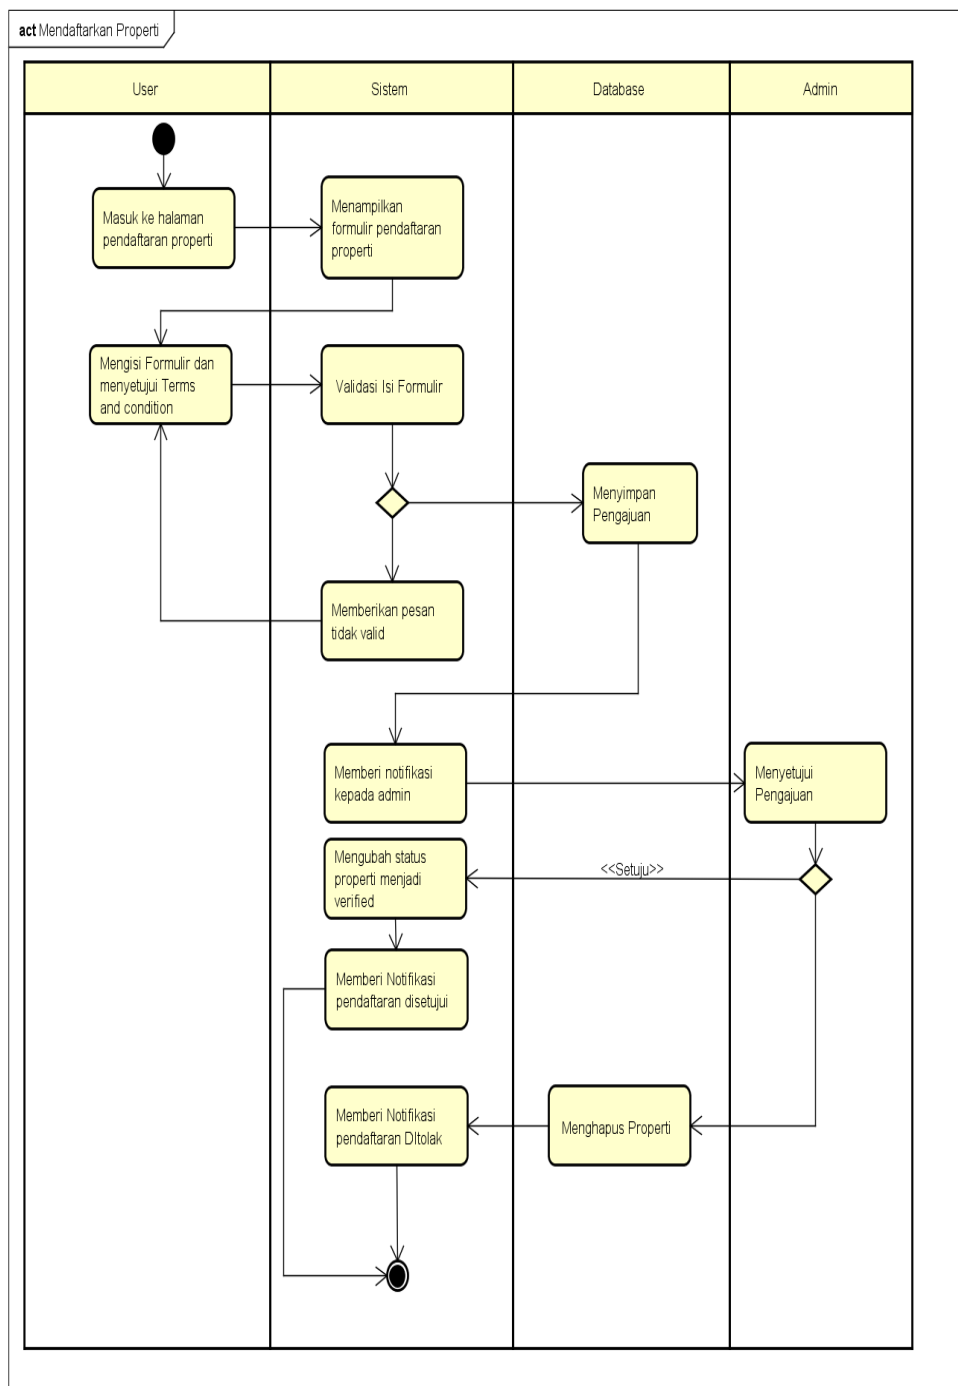 act Mendaftarkan Properti
User
Sistem
Database
Admin
Masuk ke halaman
pendaftaran properti
Menampilkan
formulir pendaftaran
properti
Mengisi Formulir dan
menyetujui Terms
and condition
Validasi Isi Formulir
Menyimpan
Pengajuan
Memberikan pesan
tidak valid
Memberi notifikasi
kepada admin
Menyetujui
Pengajuan
Mengubah status
properti menjadi
verified
<<Setuju>>
Memberi Notifikasi
pendaftaran disetujui
Memberi Notifikasi
pendaftaran DItolak
Menghapus Properti